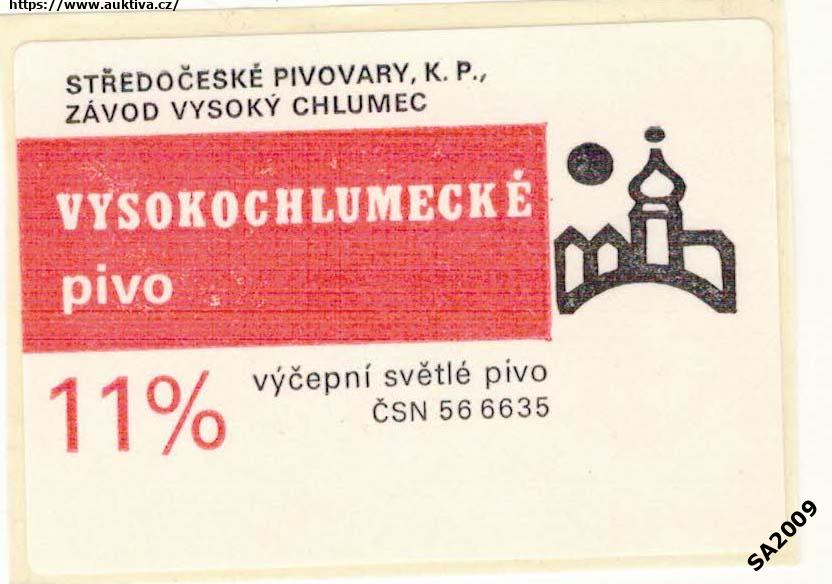 https://www.auktiva.cz/
STŘEDOČESKÉ PIVOVARY, K. P.,
ZÁVOD VYSOKÝ CHLUMEC
VYSOKOCHLUMECKÉ
pivo
11%
výčepní světlé pivo
ČSN 56 6635
SA2009